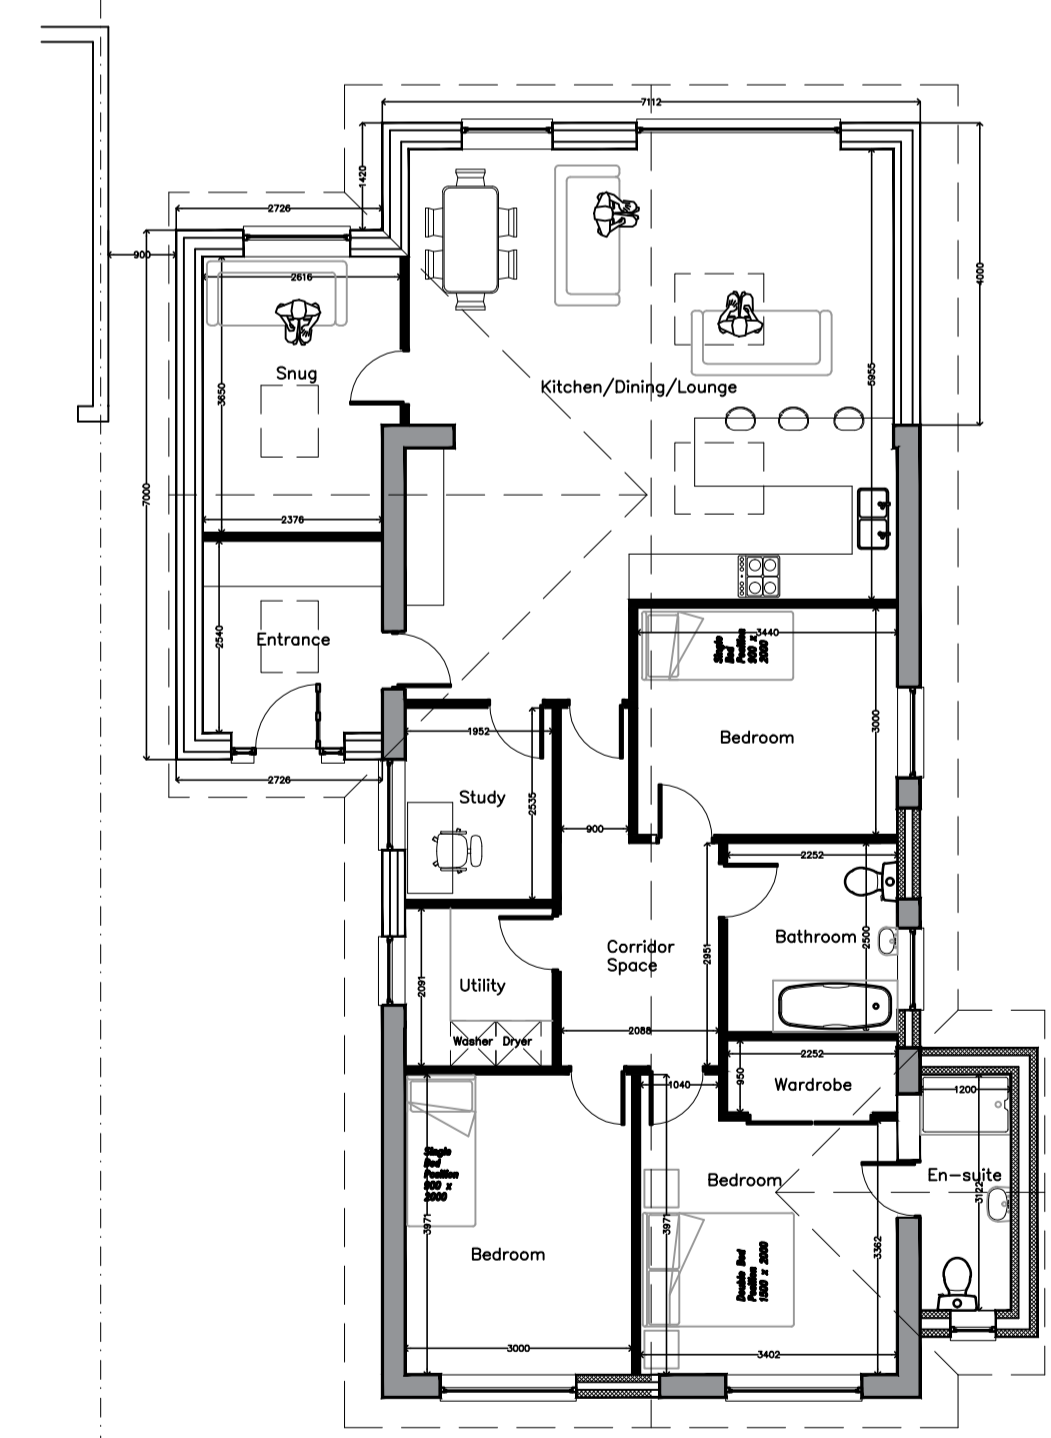 7112
1420
2726
900
4000
2616
Snug
3650
Kitchen/Dining/Lounge
5955
7000
2376
Entrance
2540
3440
Single
Bed
Position
900 x
2000
3000
Bedroom
1952
2726
Study
2535
900
2252
Bathroom
2500
Corridor
Space
2951
Utility
2091
2088
Washer Dryer
2252
Wardrobe
950
1040
1200
Single
Bed
Position
900 x
2000
Bedroom
En-suite
3122
3971
3971
3362
Bedroom
Double Bed
Position
1500 x 2000
3000
3402